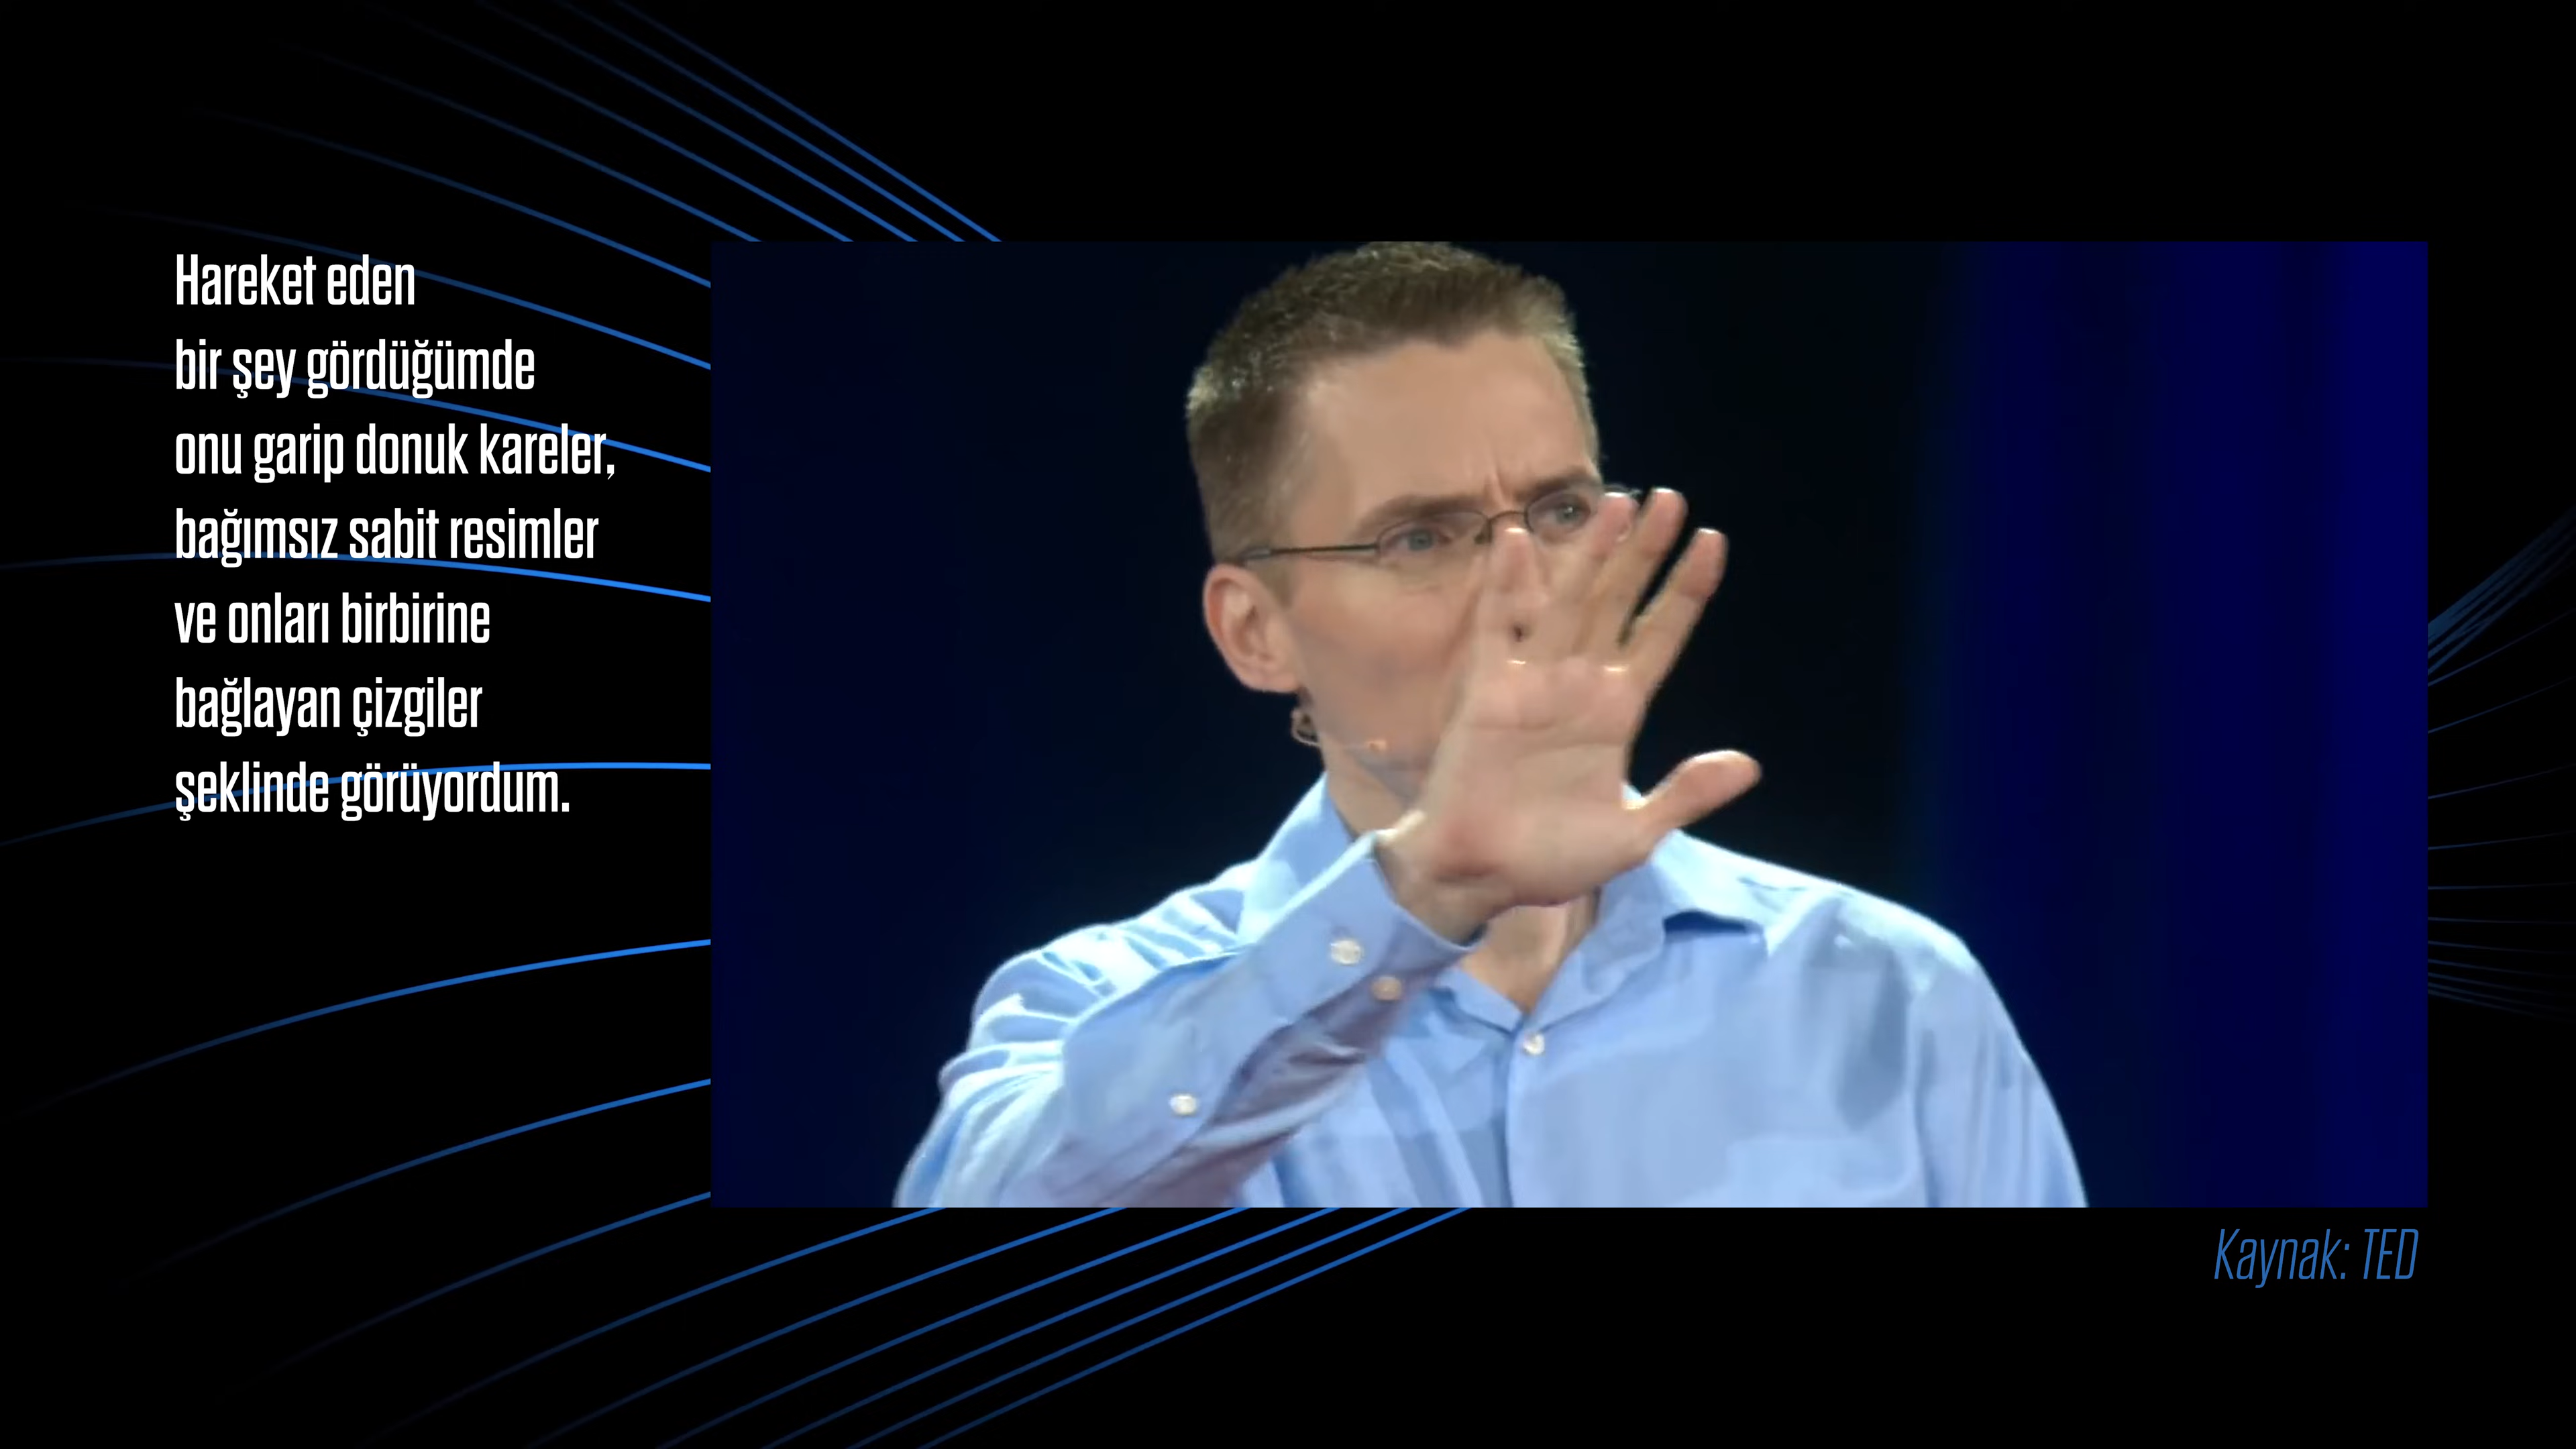 Hareket eden
bir şey gördüğümde
onu garip donuk kareler,
bağımsız sabit resimler
ve onları birbirine
bağlayan çizgiler
şeklinde görüyordum.
Kaynak: TED